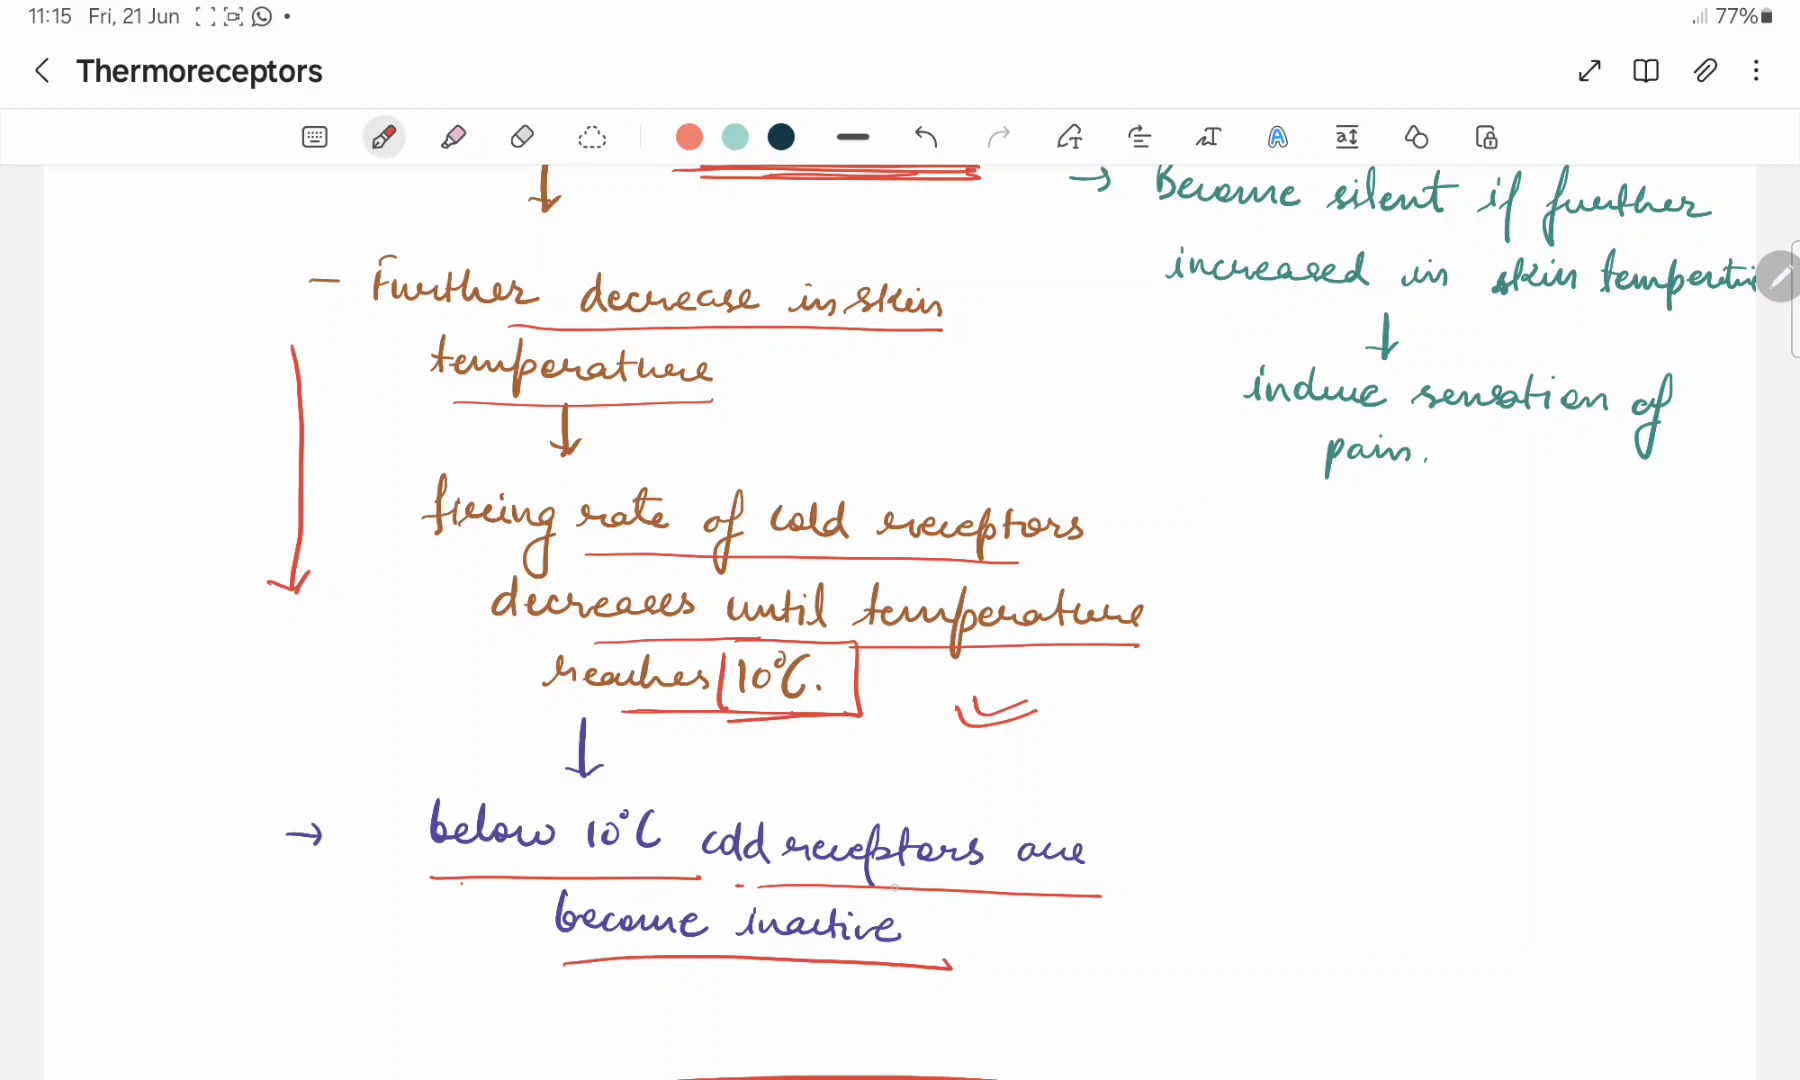 11:15 Fri, 21 Jun
77%
Thermoreceptors
→ Become silent if further
increased in skin temperatu
↓
induce sensation of
pain.
↓
- Further decrease in skin
temperature
↓
firing rate of cold receptors
decreases until temperature
reaches 10°C.
↓
→ below 10°C cold receptors are
become inactive